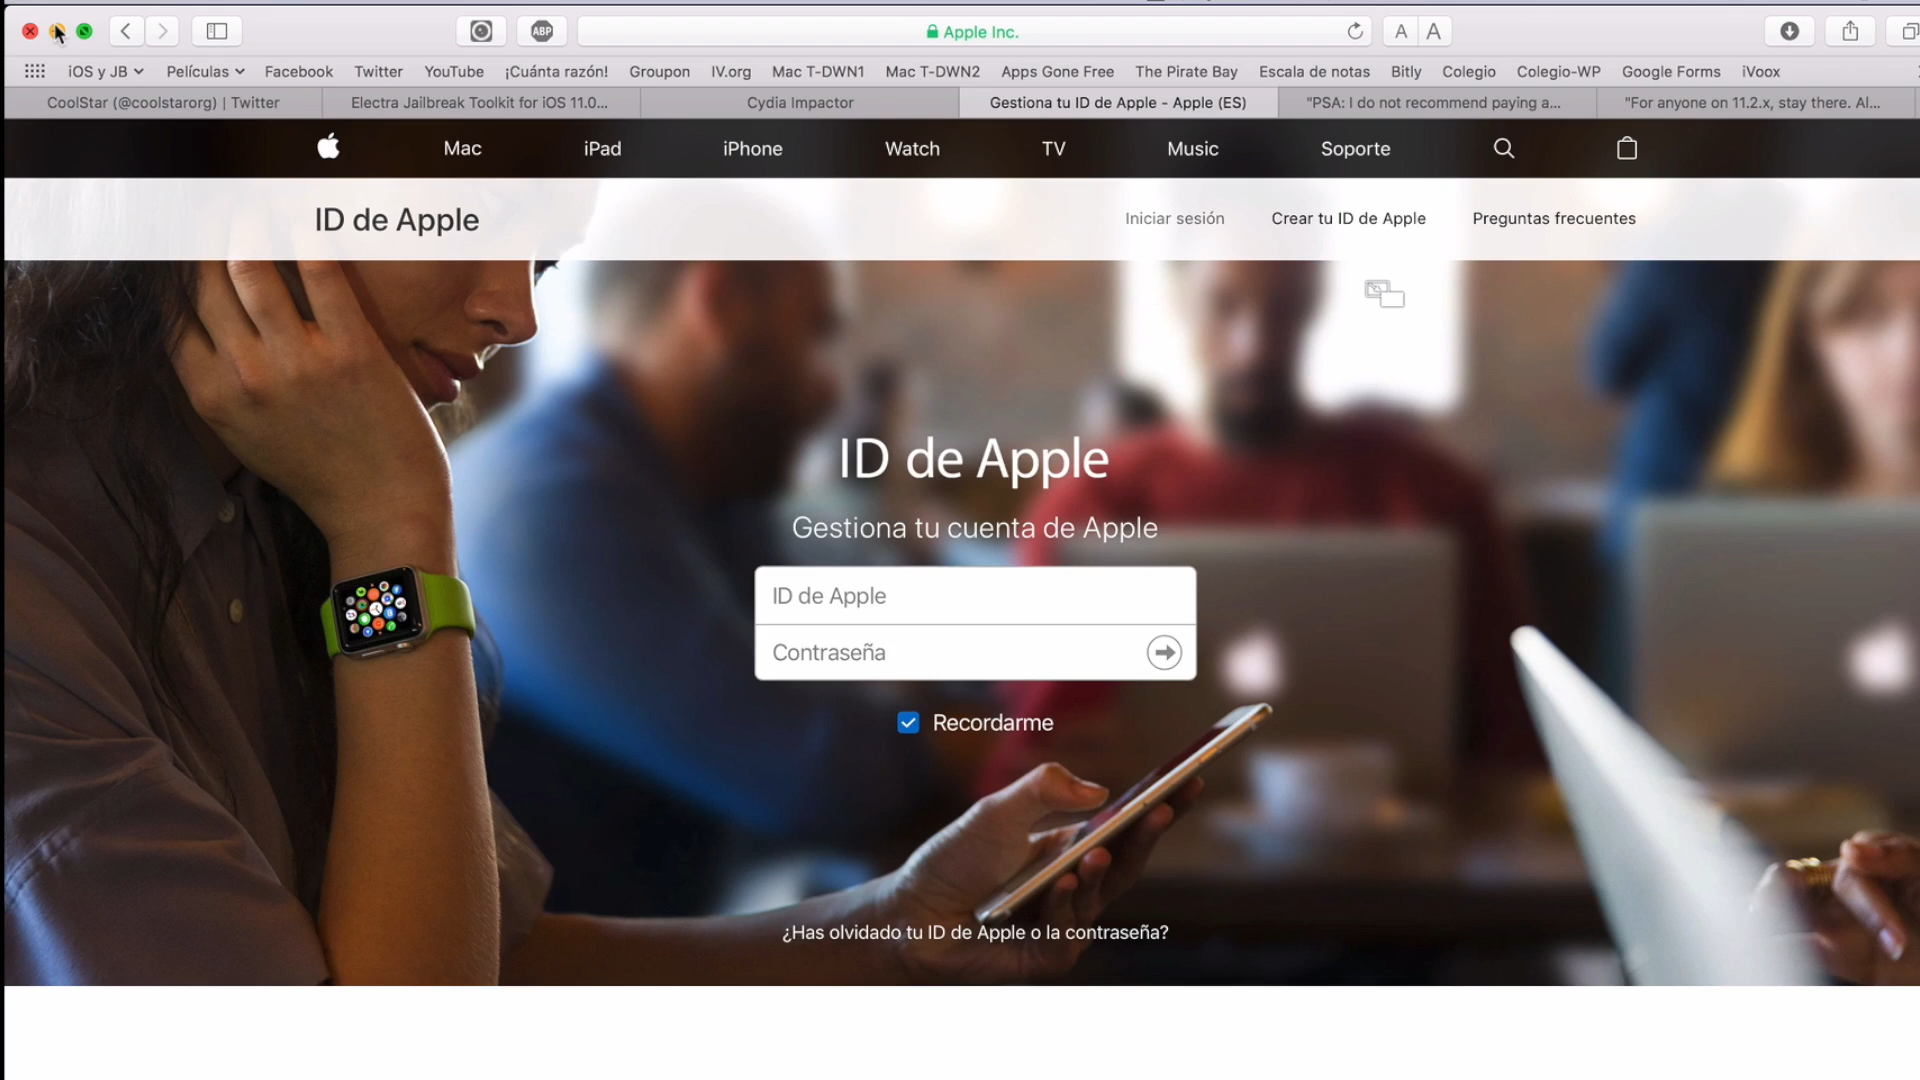 ABP
Apple Inc.
A A
iOS y JB Películas Facebook Twitter YouTube ¡Cuánta razón! Groupon IV.org Mac T-DWN1 Mac T-DWN2 Apps Gone Free The Pirate Bay Escala de notas Bitly Colegio Colegio-WP Google Forms iVoox
CoolStar (@coolstarorg) | Twitter Electra Jailbreak Toolkit for iOS 11.0... Cydia Impactor Gestiona tu ID de Apple - Apple (ES) "PSA: I do not recommend paying a... "For anyone on 11.2.x, stay there. Al...
Mac iPad iPhone Watch TV Music Soporte
ID de Apple Iniciar sesión Crear tu ID de Apple Preguntas frecuentes
ID de Apple
Gestiona tu cuenta de Apple
ID de Apple
Contraseña
Recordarme
¿Has olvidado tu ID de Apple o la contraseña?